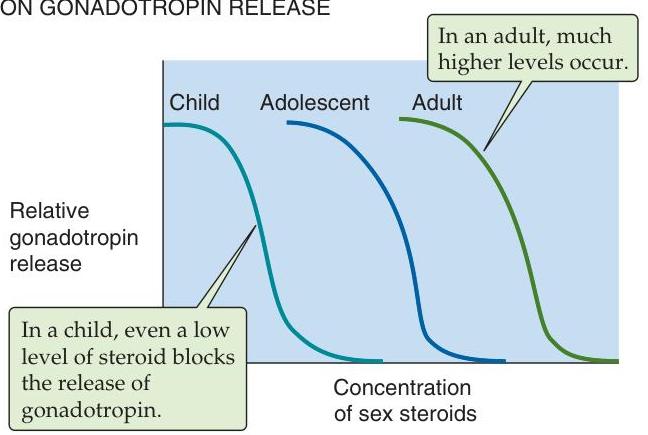 ON GONADOTROPIN RELEASE
In an adult, much
higher levels occur.
Child
Adolescent
Adult
Relative
gonadotropin
release
In a child, even a low
level of steroid blocks
the release of
gonadotropin.
Concentration
of sex steroids